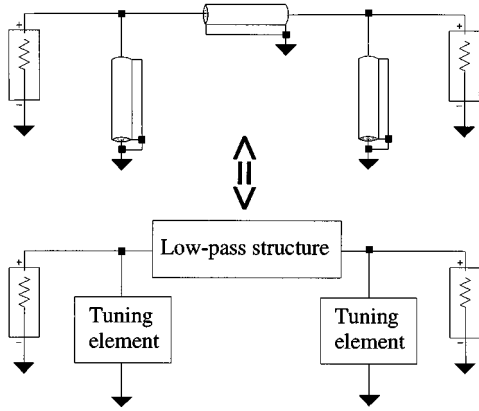 +
+
−
−
Low-pass structure
+
+
Tuning
element
Tuning
element
−
−